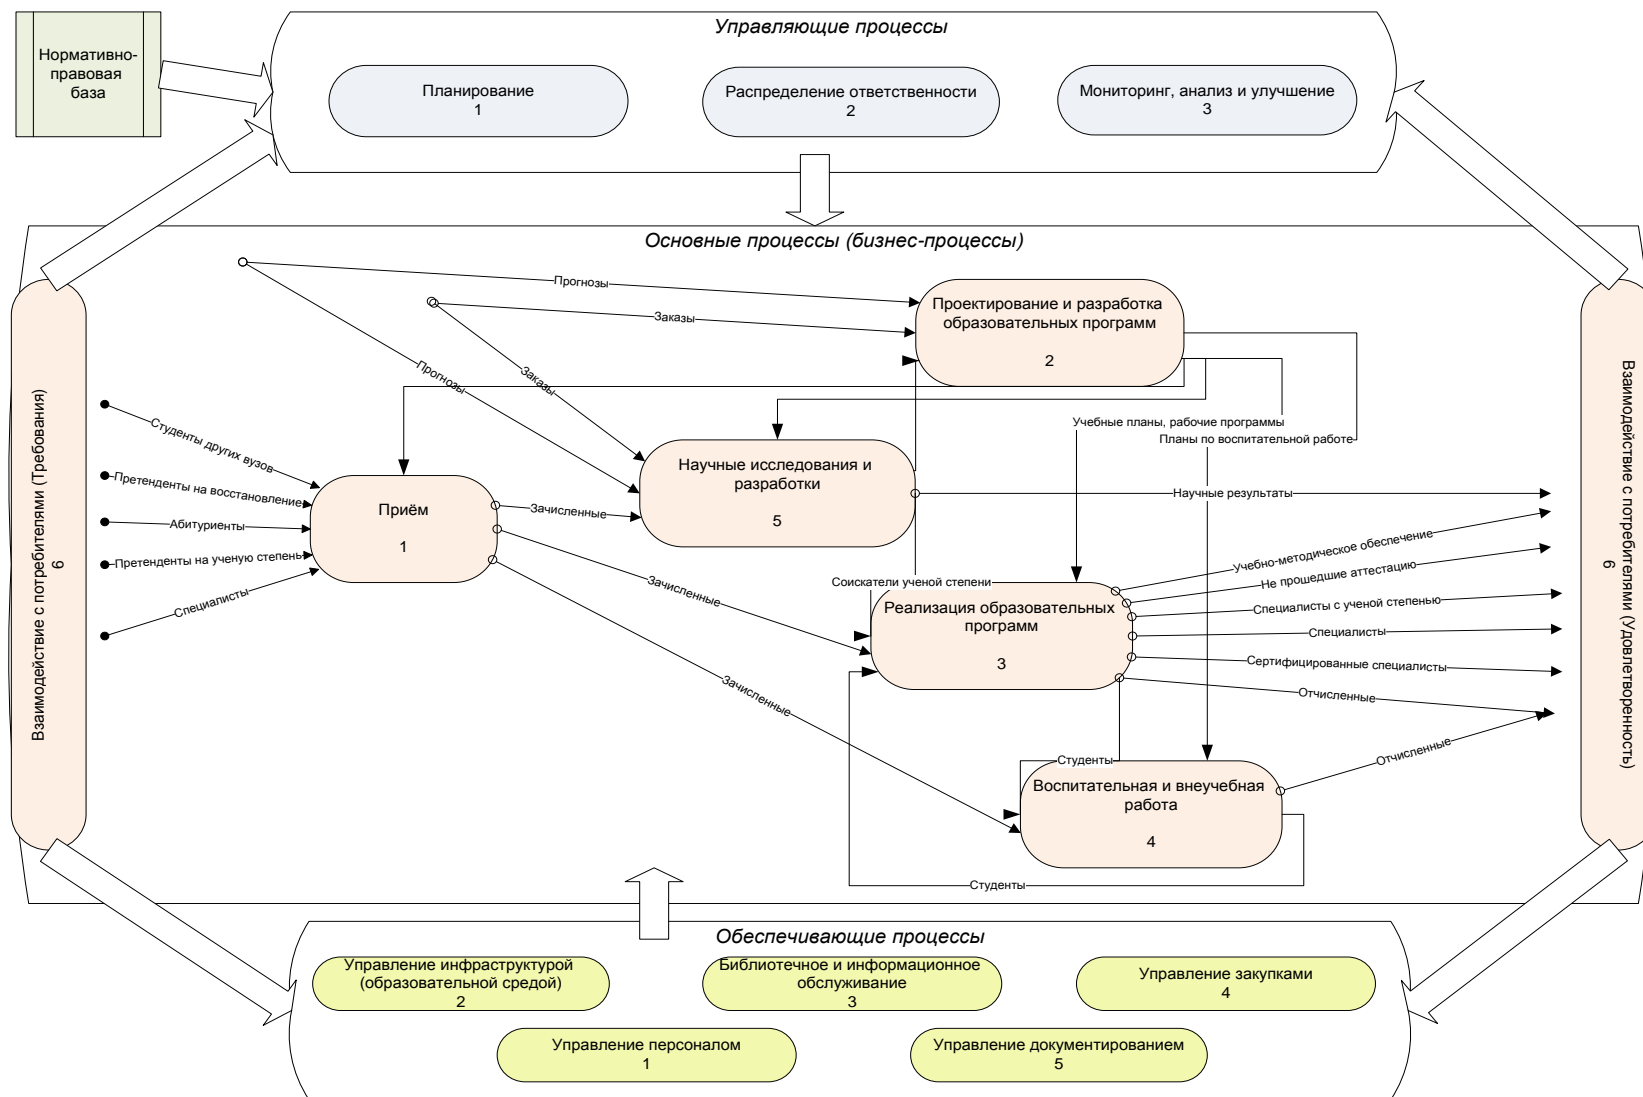 Управляющие процессы
Нормативно-
правовая
база
Планирование
1
Распределение ответственности
2
Мониторинг, анализ и улучшение
3
Основные процессы (бизнес-процессы)
Взаимодействие с потребителями (Требования)
6
Прогнозы
Заказы
Прогнозы
Заказы
Проектирование и разработка
образовательных программ
2
Учебные планы, рабочие программы
Планы по воспитательной работе
Студенты других вузов
Претенденты на восстановление
Абитуриенты
Претенденты на ученую степень
Специалисты
Приём
1
Зачисленные
Зачисленные
Зачисленные
Научные исследования и
разработки
5
Научные результаты
Соискатели ученой степени
Реализация образовательных
программ
3
Учебно-методическое обеспечение
Не прошедшие аттестацию
Специалисты с ученой степенью
Специалисты
Сертифицированные специалисты
Отчисленные
Отчисленные
Студенты
Воспитательная и внеучебная
работа
4
Студенты
Взаимодействие с потребителями (Удовлетворенность)
6
Обеспечивающие процессы
Управление инфраструктурой
(образовательной средой)
2
Библиотечное и информационное
обслуживание
3
Управление закупками
4
Управление персоналом
1
Управление документированием
5